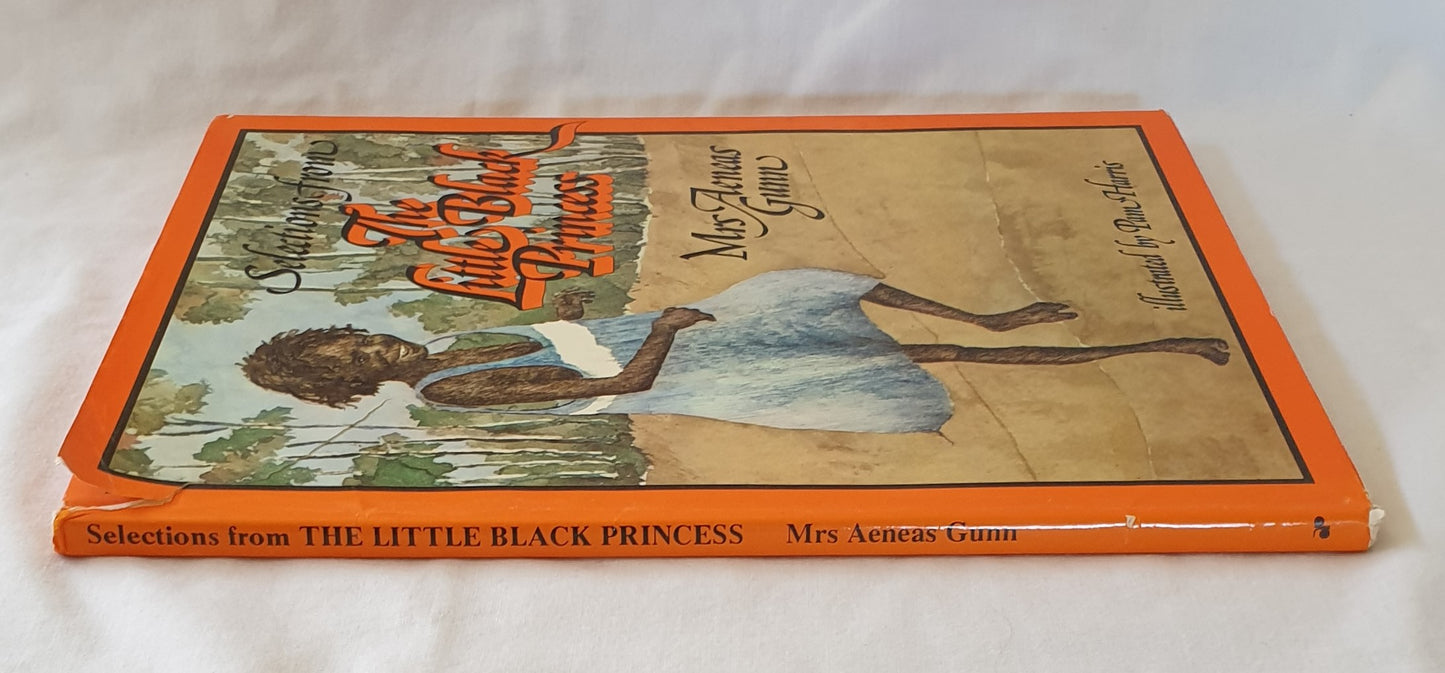 Selections from
The
Little Black
Princess
Mrs Aeneas
Gunn
illustrated by Pam Harris
Selections from THE LITTLE BLACK PRINCESS Mrs Aeneas Gunn